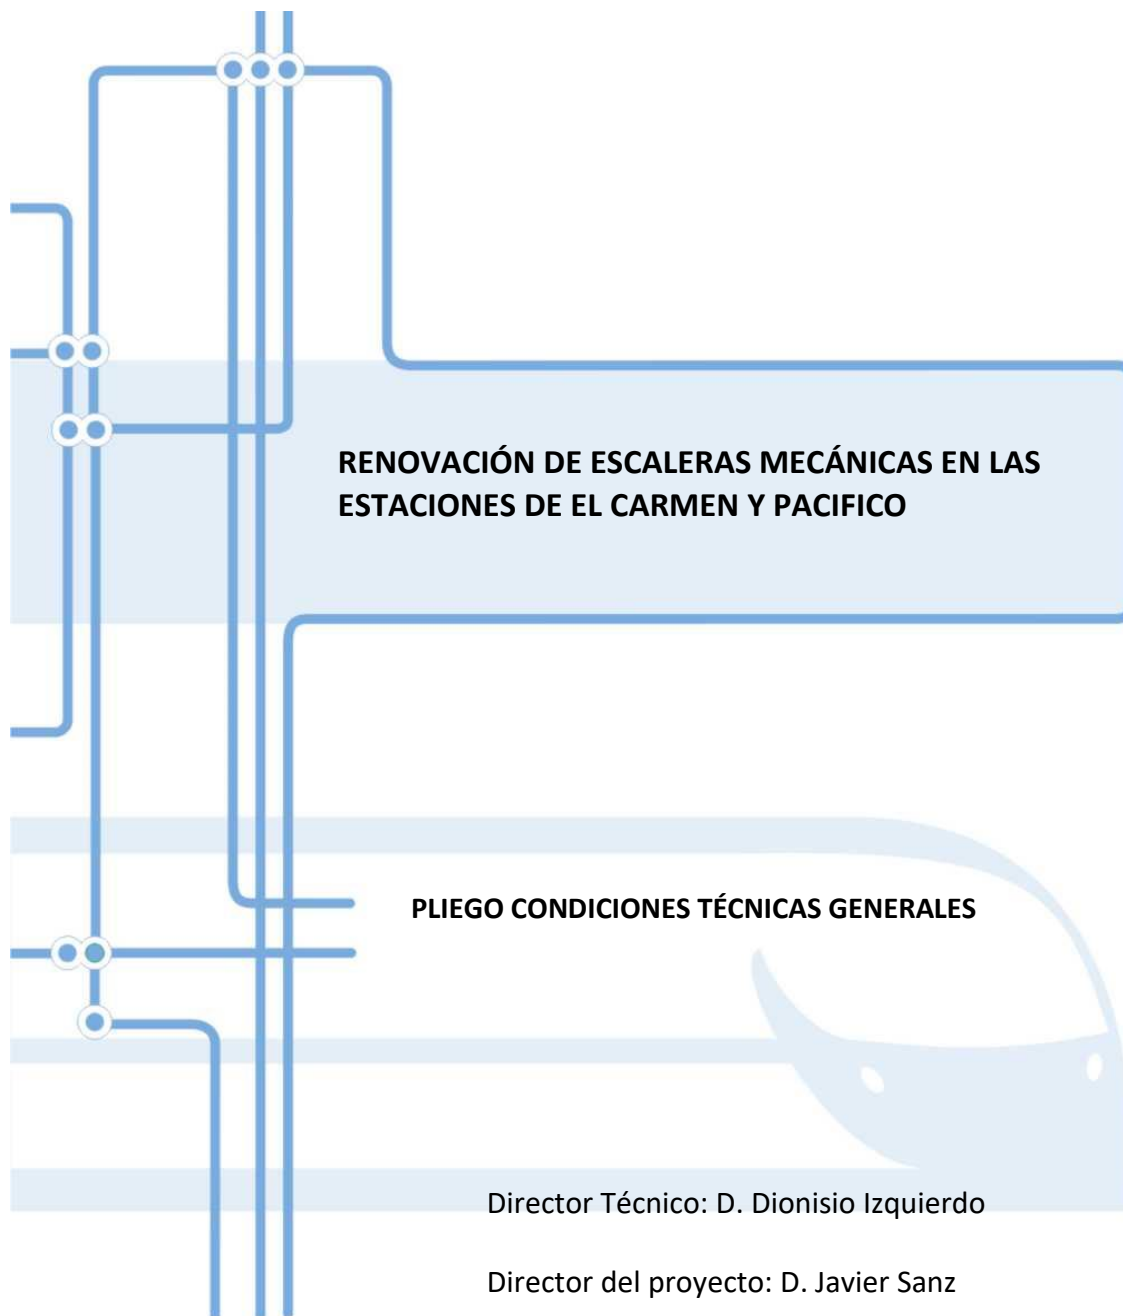 RENOVACIÓN DE ESCALERAS MECÁNICAS EN LAS
ESTACIONES DE EL CARMEN Y PACIFICO
PLIEGO CONDICIONES TÉCNICAS GENERALES
Director Técnico: D. Dionisio Izquierdo
Director del proyecto: D. Javier Sanz